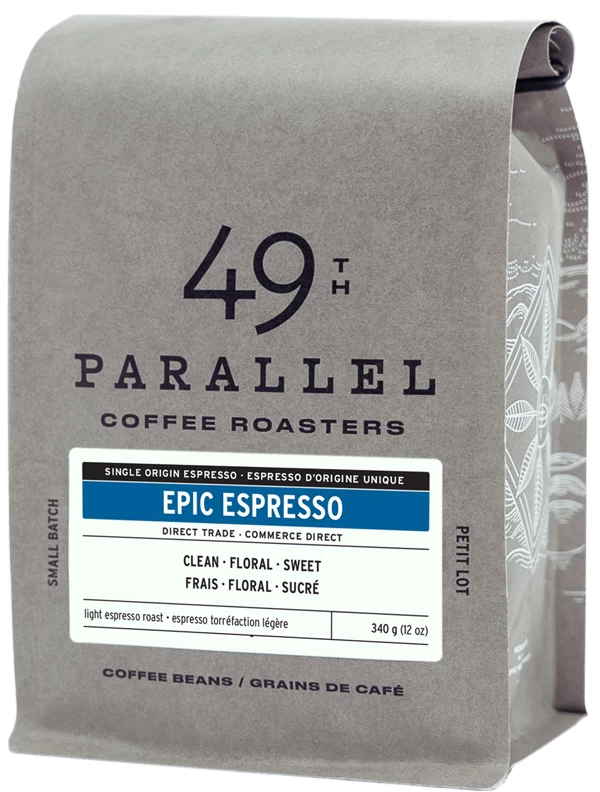 49TH
PARALLEL
COFFEE ROASTERS
SINGLE ORIGIN ESPRESSO · ESPRESSO D'ORIGINE UNIQUE
EPIC ESPRESSO
DIRECT TRADE · COMMERCE DIRECT
CLEAN · FLORAL · SWEET
FRAIS · FLORAL · SUCRÉ
light espresso roast · espresso torréfaction légère
340 g (12 oz)
SMALL BATCH
PETIT LOT
COFFEE BEANS / GRAINS DE CAFÉ